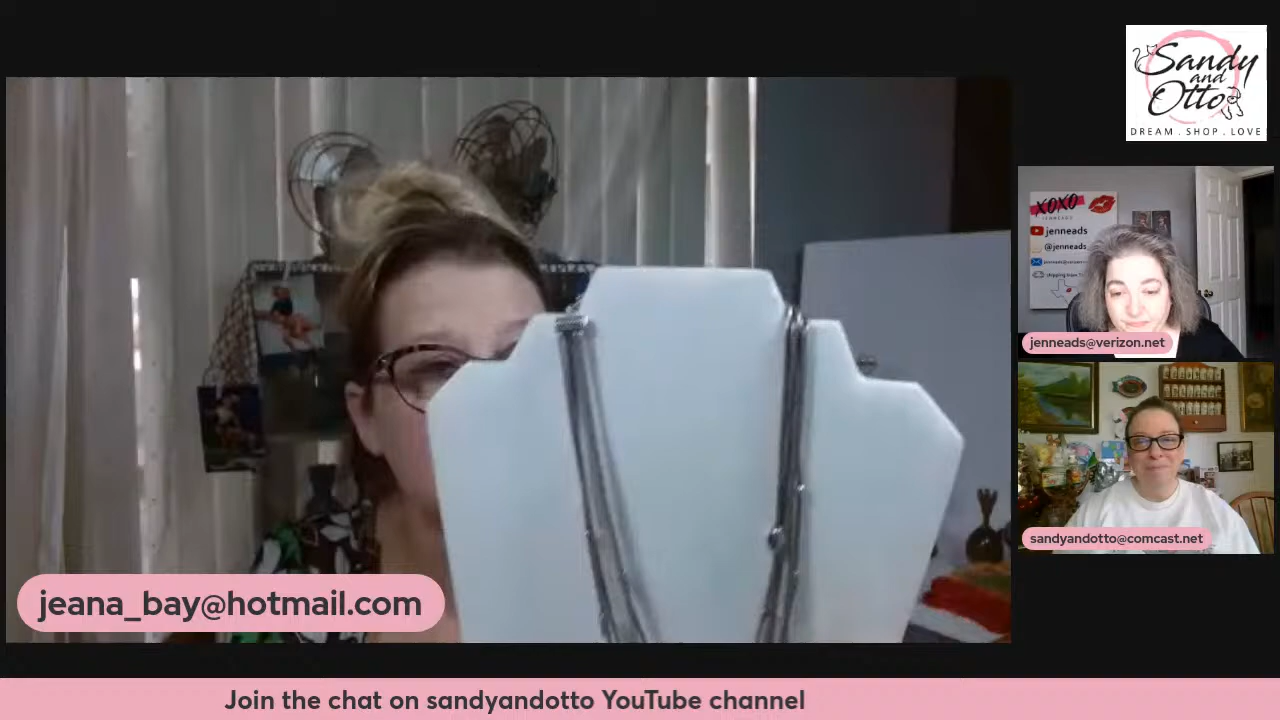 Sandy
and
Otto
DREAM . SHOP . LOVE
XOXO
JENNEADS
jenneads
@jenneads
jenneads@verizon.net
jeana_bay@hotmail.com
sandyandotto@comcast.net
Join the chat on sandyandotto YouTube channel